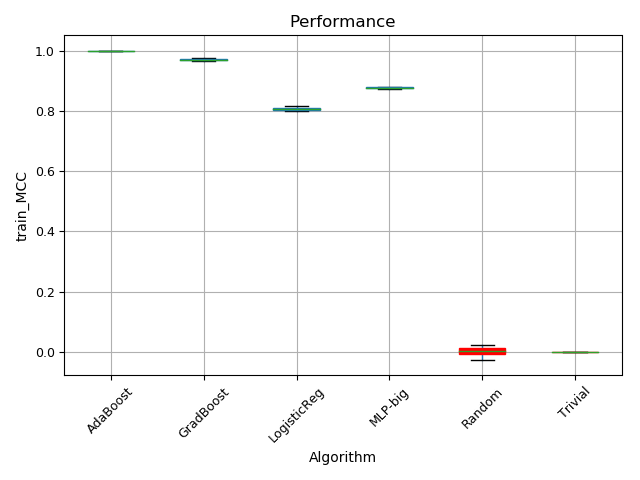 Performance
train_MCC
1.0
0.8
0.6
0.4
0.2
0.0
AdaBoost
GradBoost
LogisticReg
MLP-big
Random
Trivial
Algorithm